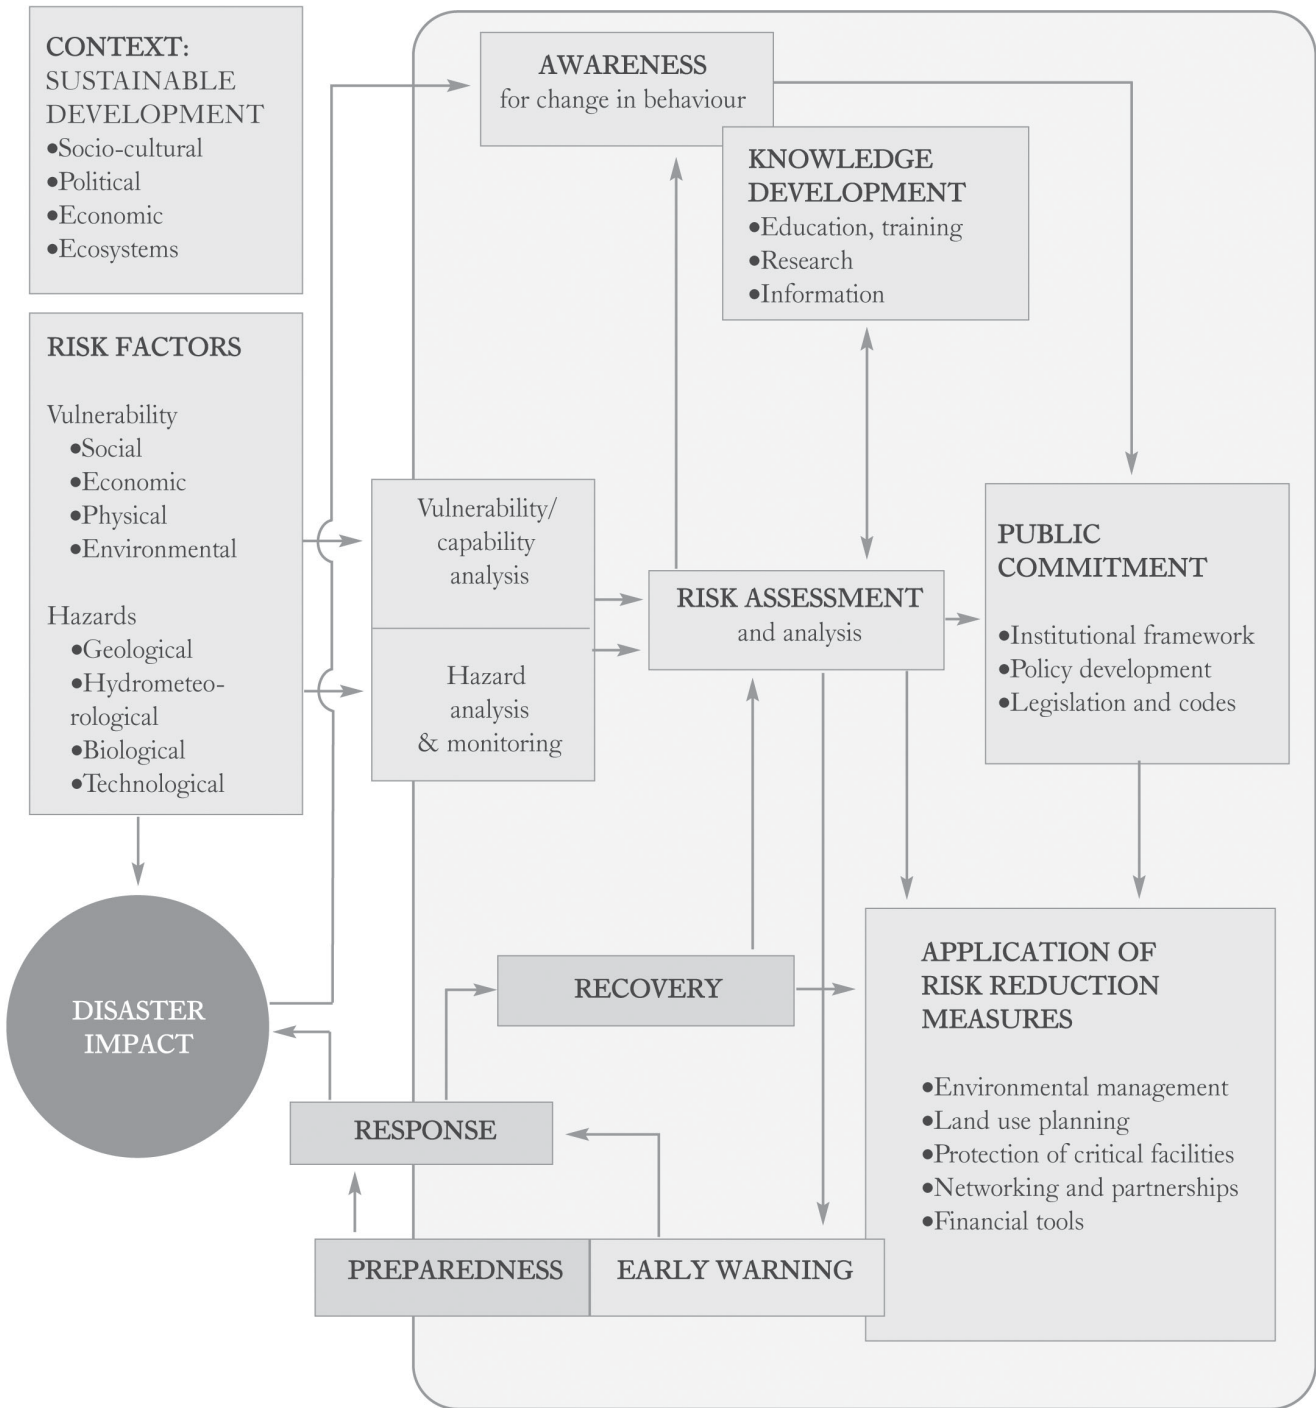 CONTEXT:
SUSTAINABLE
DEVELOPMENT
•Socio-cultural
•Political
•Economic
•Ecosystems
RISK FACTORS
Vulnerability
•Social
•Economic
•Physical
•Environmental
Hazards
•Geological
•Hydrometeo-
rological
•Biological
•Technological
DISASTER
IMPACT
AWARENESS
for change in behaviour
KNOWLEDGE
DEVELOPMENT
•Education, training
•Research
•Information
Vulnerability/
capability
analysis
Hazard
analysis
& monitoring
RISK ASSESSMENT
and analysis
PUBLIC
COMMITMENT
•Institutional framework
•Policy development
•Legislation and codes
RECOVERY
RESPONSE
PREPAREDNESS
EARLY WARNING
APPLICATION OF
RISK REDUCTION
MEASURES
•Environmental management
•Land use planning
•Protection of critical facilities
•Networking and partnerships
•Financial tools